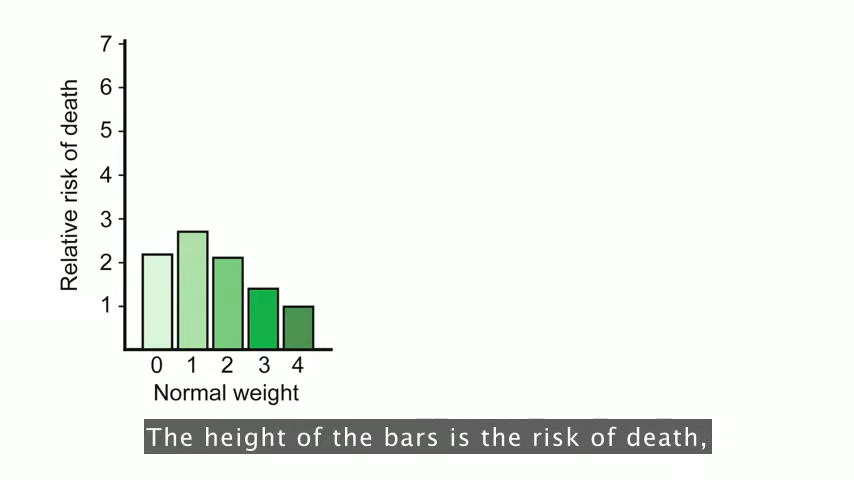 7
6
5
4
3
2
1
Relative risk of death
0 1 2 3 4
Normal weight
The height of the bars is the risk of death,